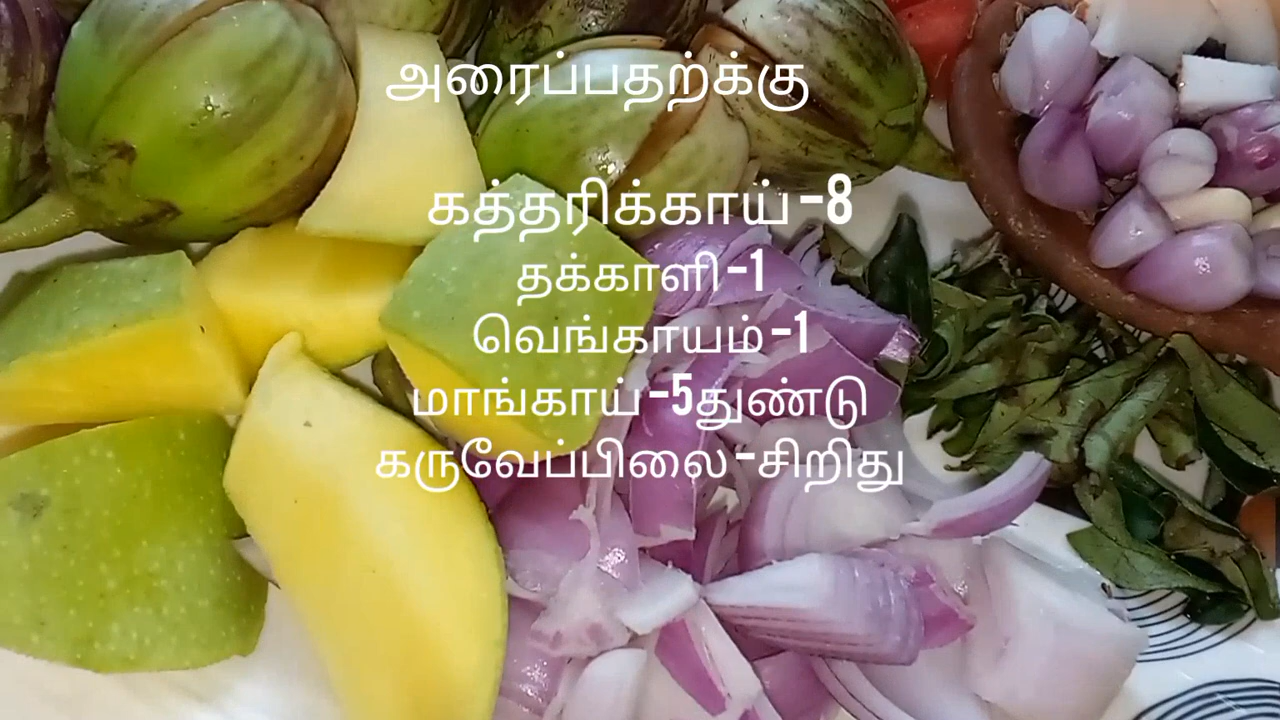 அரைப்பதற்க்கு
கத்தரிக்காய் -8
தக்காளி -1
வெங்காயம் -1
மாங்காய் -5துண்டு
கருவேப்பிலை -சிறிது